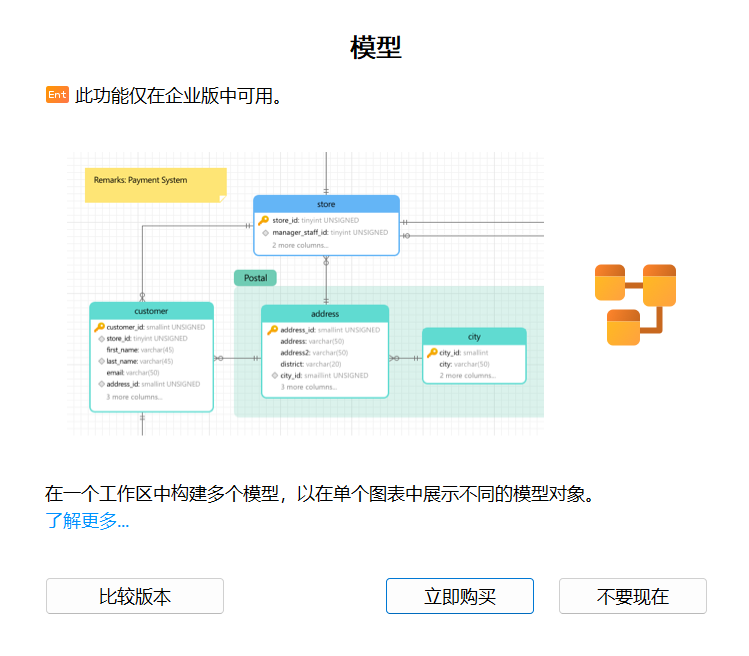 模型
Ent 此功能仅在企业版中可用。
Remarks: Payment System
store
store_id: tinyint UNSIGNED
manager_staff_id: tinyint UNSIGNED
2 more columns...
Postal
customer
customer_id: smallint UNSIGNED
store_id: tinyint UNSIGNED
first_name: varchar(45)
last_name: varchar(45)
email: varchar(50)
address_id: smallint UNSIGNED
3 more columns...
address
address_id: smallint UNSIGNED
address: varchar(50)
address2: varchar(50)
district: varchar(20)
city_id: smallint UNSIGNED
3 more columns...
city
city_id: smallint
city: varchar(50)
2 more columns...
在一个工作区中构建多个模型，以在单个图表中展示不同的模型对象。
了解更多...
比较版本
立即购买
不要现在